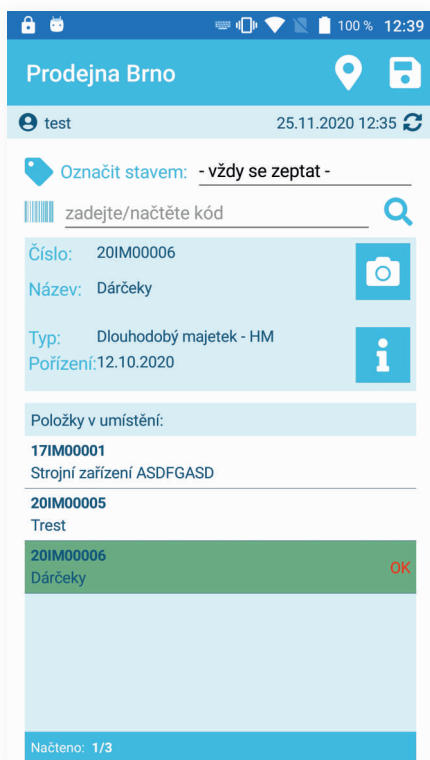 100 % 12:39
Prodejna Brno
test 25.11.2020 12:35
Označit stavem: - vždy se zeptat -
zadejte/načtěte kód
Číslo: 20IM00006
Název: Dárčeky
Typ: Dlouhodobý majetek - HM
Pořízení: 12.10.2020
Položky v umístění:
17IM00001
Strojní zařízení ASDFGASD
20IM00005
Trest
20IM00006
OK
Dárčeky
Načteno: 1/3